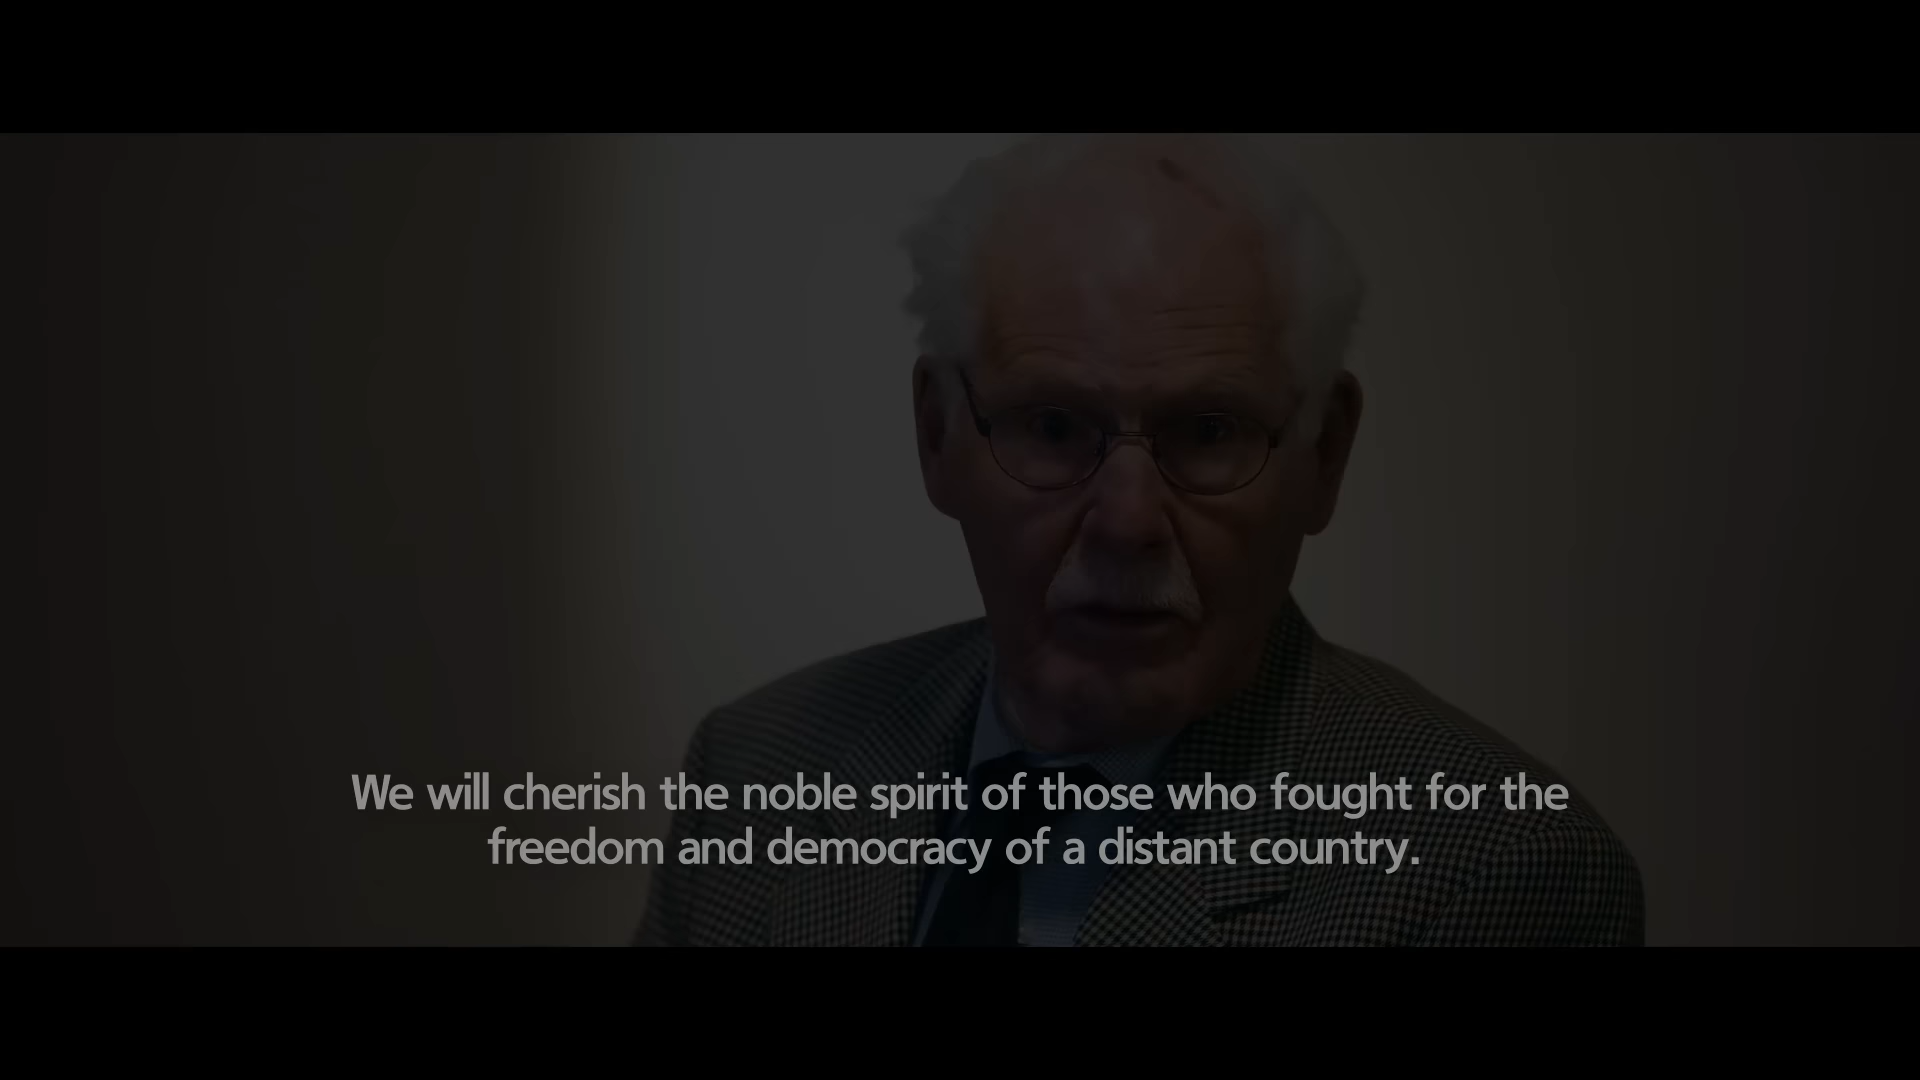 We will cherish the noble spirit of those who fought for the
freedom and democracy of a distant country.